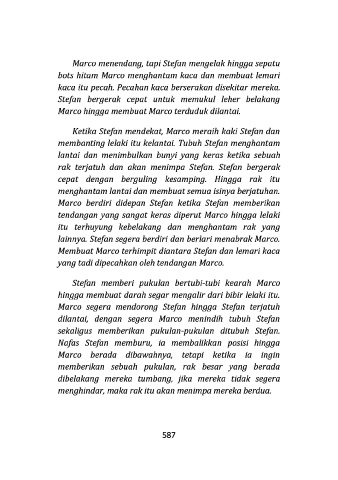 Marco menendang, tapi Stefan mengelak hingga sepatu
bots hitam Marco menghantam kaca dan membuat lemari
kaca itu pecah. Pecahan kaca berserakan disekitar mereka.
Stefan bergerak cepat untuk memukul leher belakang
Marco hingga membuat Marco terduduk dilantai.
Ketika Stefan mendekat, Marco meraih kaki Stefan dan
membanting lelaki itu kelantai. Tubuh Stefan menghantam
lantai dan menimbulkan bunyi yang keras ketika sebuah
rak terjatuh dan akan menimpa Stefan. Stefan bergerak
cepat dengan berguling kesamping. Hingga rak itu
menghantam lantai dan membuat semua isinya berjatuhan.
Marco berdiri didepan Stefan ketika Stefan memberikan
tendangan yang sangat keras diperut Marco hingga lelaki
itu terhuyung kebelakang dan menghantam rak yang
lainnya. Stefan segera berdiri dan berlari menabrak Marco.
Membuat Marco terhimpit diantara Stefan dan lemari kaca
yang tadi dipecahkan oleh tendangan Marco.
Stefan memberi pukulan bertubi-tubi kearah Marco
hingga membuat darah segar mengalir dari bibir lelaki itu.
Marco segera mendorong Stefan hingga Stefan terjatuh
dilantai, dengan segera Marco menindih tubuh Stefan
sekaligus memberikan pukulan-pukulan ditubuh Stefan.
Nafas Stefan memburu, ia membalikkan posisi hingga
Marco berada dibawahnya, tetapi ketika ia ingin
memberikan sebuah pukulan, rak besar yang berada
dibelakang mereka tumbang, jika mereka tidak segera
menghindar, maka rak itu akan menimpa mereka berdua.
587